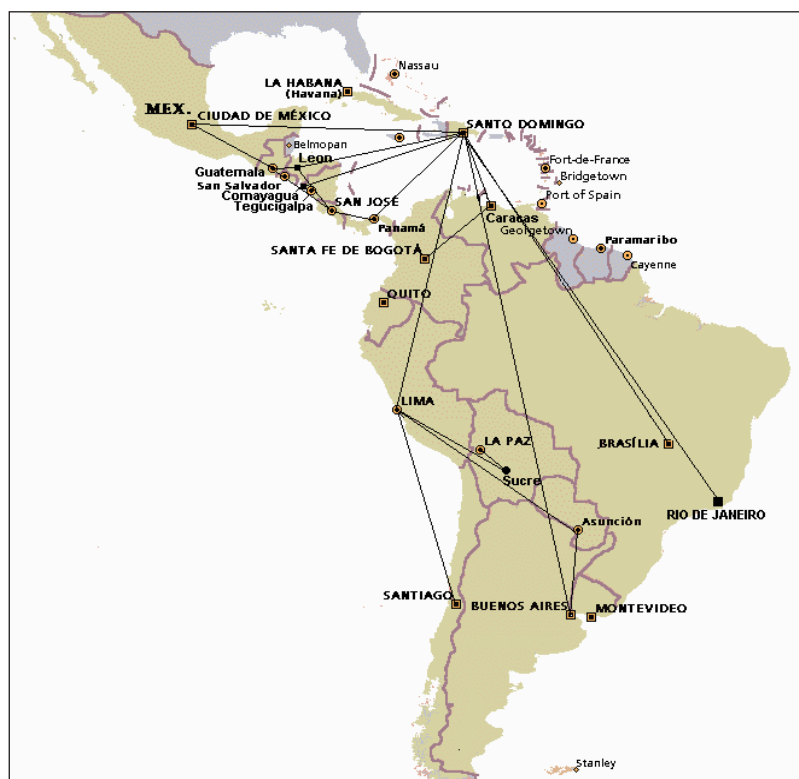 Nassau
LA HABANA
(Havana)
MEX.
CIUDAD DE MÉXICO
SANTO DOMINGO
Belmopan
Leon
Fort-de-France
Guatemala
Bridgetown
San Salvador
Comayagua
Port of Spain
Tegucigalpa
SAN JOSÉ
Caracas
Panamá
Georgetown
Paramaribo
SANTA FE DE BOGOTÁ
Cayenne
QUITO
LIMA
LA PAZ
BRASÍLIA
Sucre
RIO DE JANEIRO
Asunción
SANTIAGO
BUENOS AIRES
MONTEVIDEO
Stanley